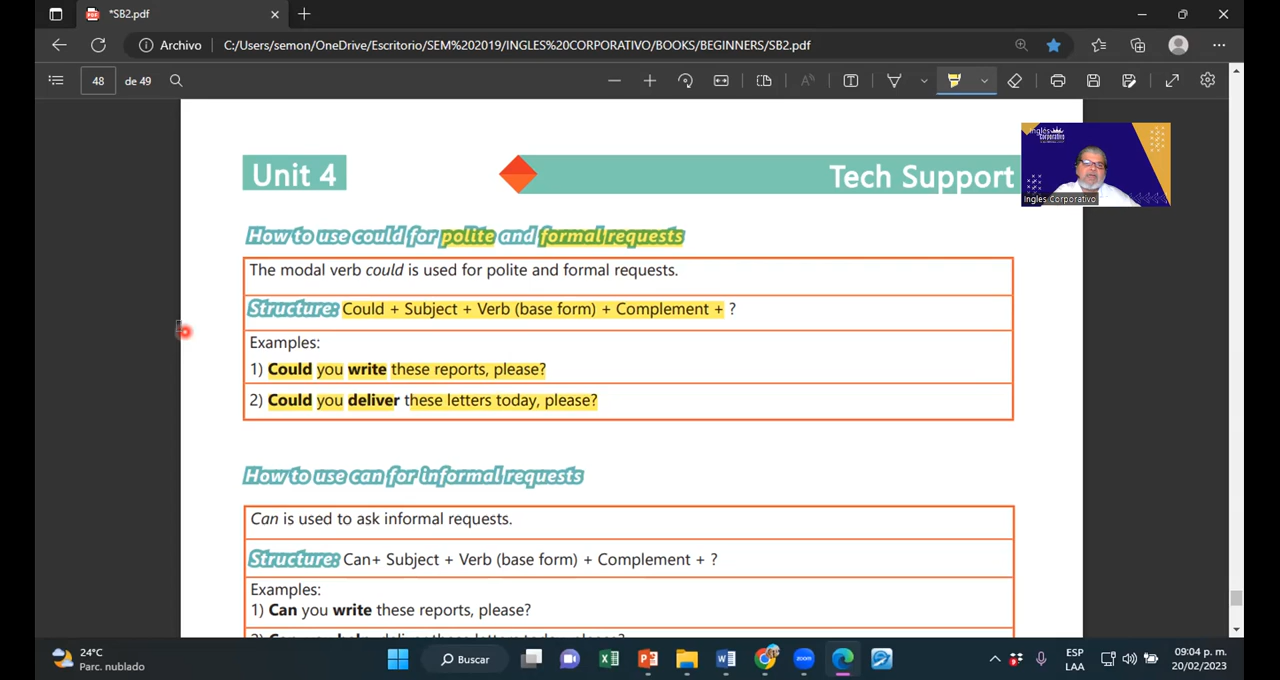 *SB2.pdf
Archivo
C:/Users/semon/OneDrive/Escritorio/SEM%202019/INGLES%20CORPORATIVO/BOOKS/BEGINNERS/SB2.pdf
48 de 49
Unit 4
Tech Support
Inglés
corporativo
Ingles Corporativo
How to use could for polite and formal requests
The modal verb could is used for polite and formal requests.
Structure: Could + Subject + Verb (base form) + Complement + ?
Examples:
1) Could you write these reports, please?
2) Could you deliver these letters today, please?
How to use can for informal requests
Can is used to ask informal requests.
Structure: Can+ Subject + Verb (base form) + Complement + ?
Examples:
1) Can you write these reports, please?
24°C
Parc. nublado
Buscar
zoom
ESP
LAA
09:04 p. m.
20/02/2023